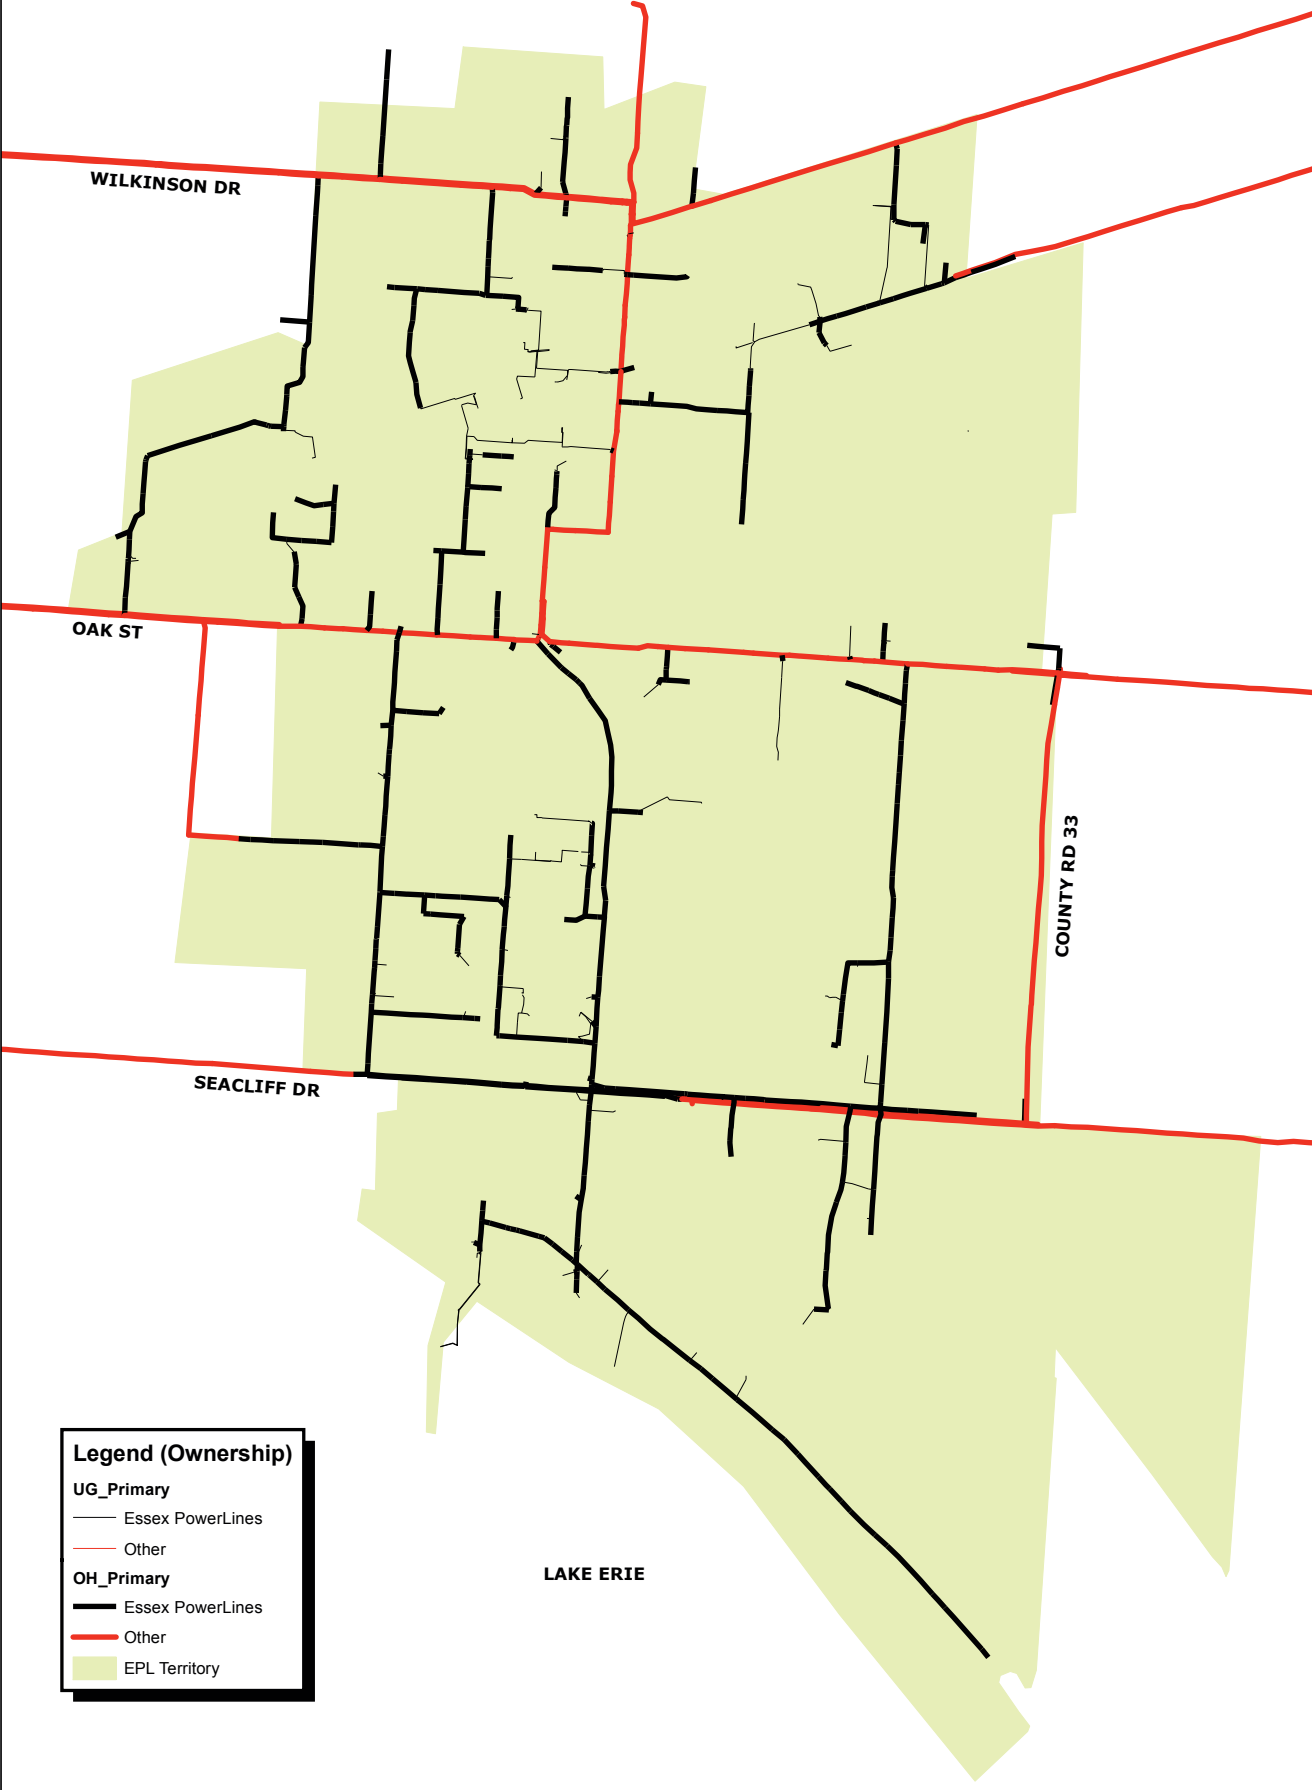 WILKINSON DR
OAK ST
COUNTY RD 33
SEACLIFF DR
Legend (Ownership)
UG_Primary
Essex PowerLines
Other
OH_Primary
Essex PowerLines
Other
EPL Territory
LAKE ERIE